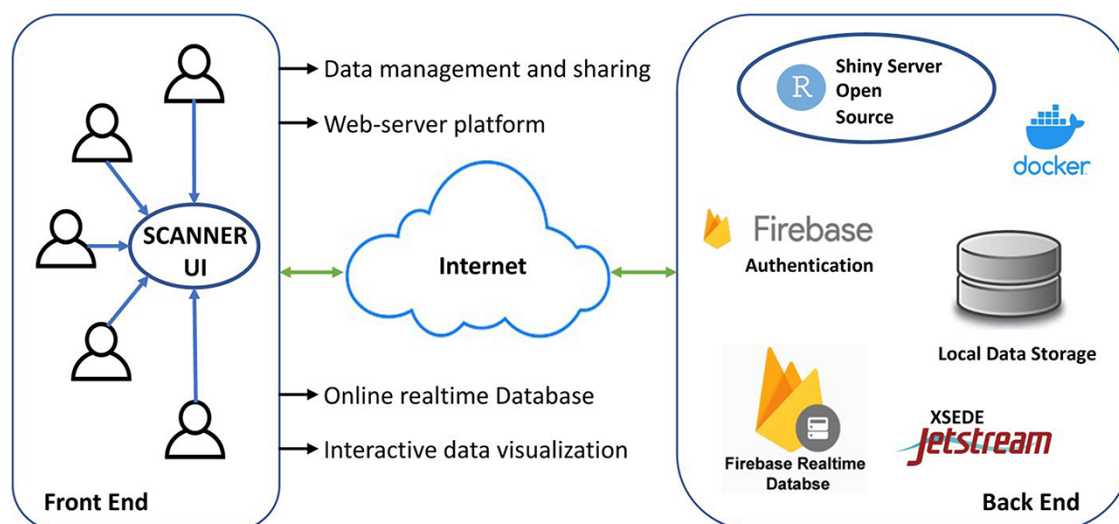 Data management and sharing
Web-server platform
SCANNER
UI
Internet
Online realtime Database
Interactive data visualization
Front End
R
Shiny Server
Open
Source
docker
Firebase
Authentication
Local Data Storage
Firebase Realtime
Databse
XSEDE
Jetstream
Back End